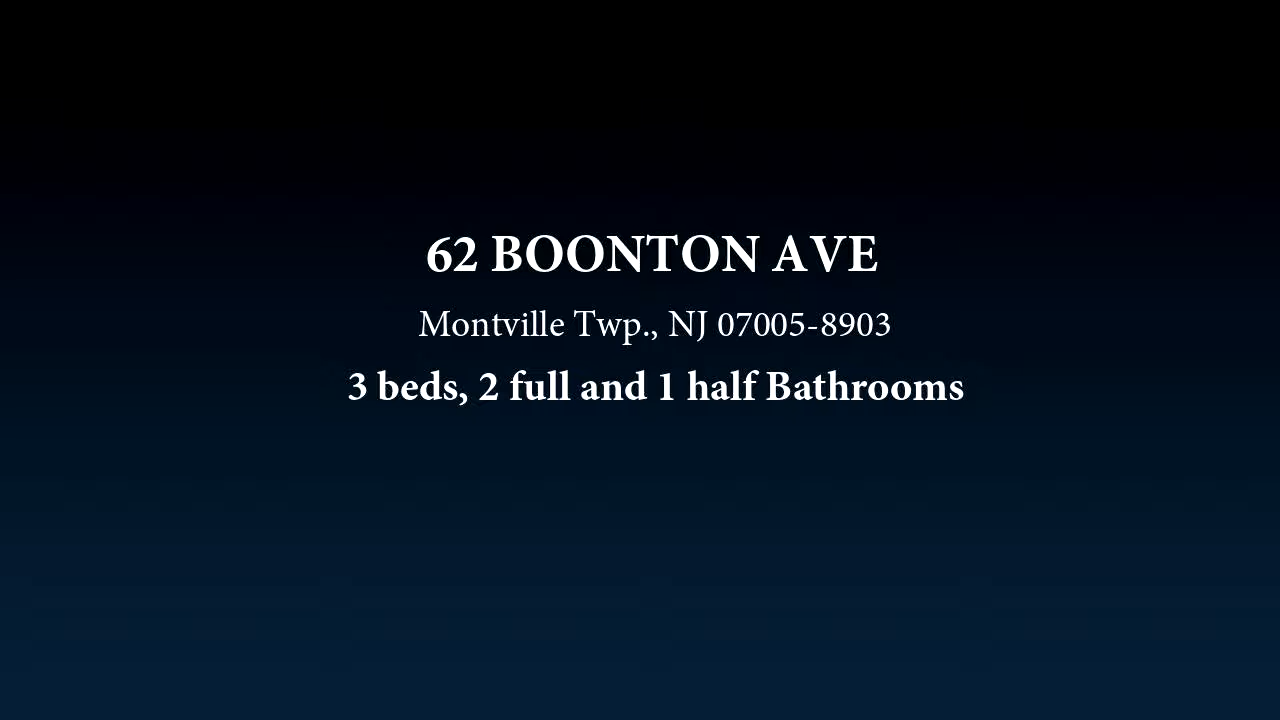 62 BOONTON AVE
Montville Twp., NJ 07005-8903
3 beds, 2 full and 1 half Bathrooms